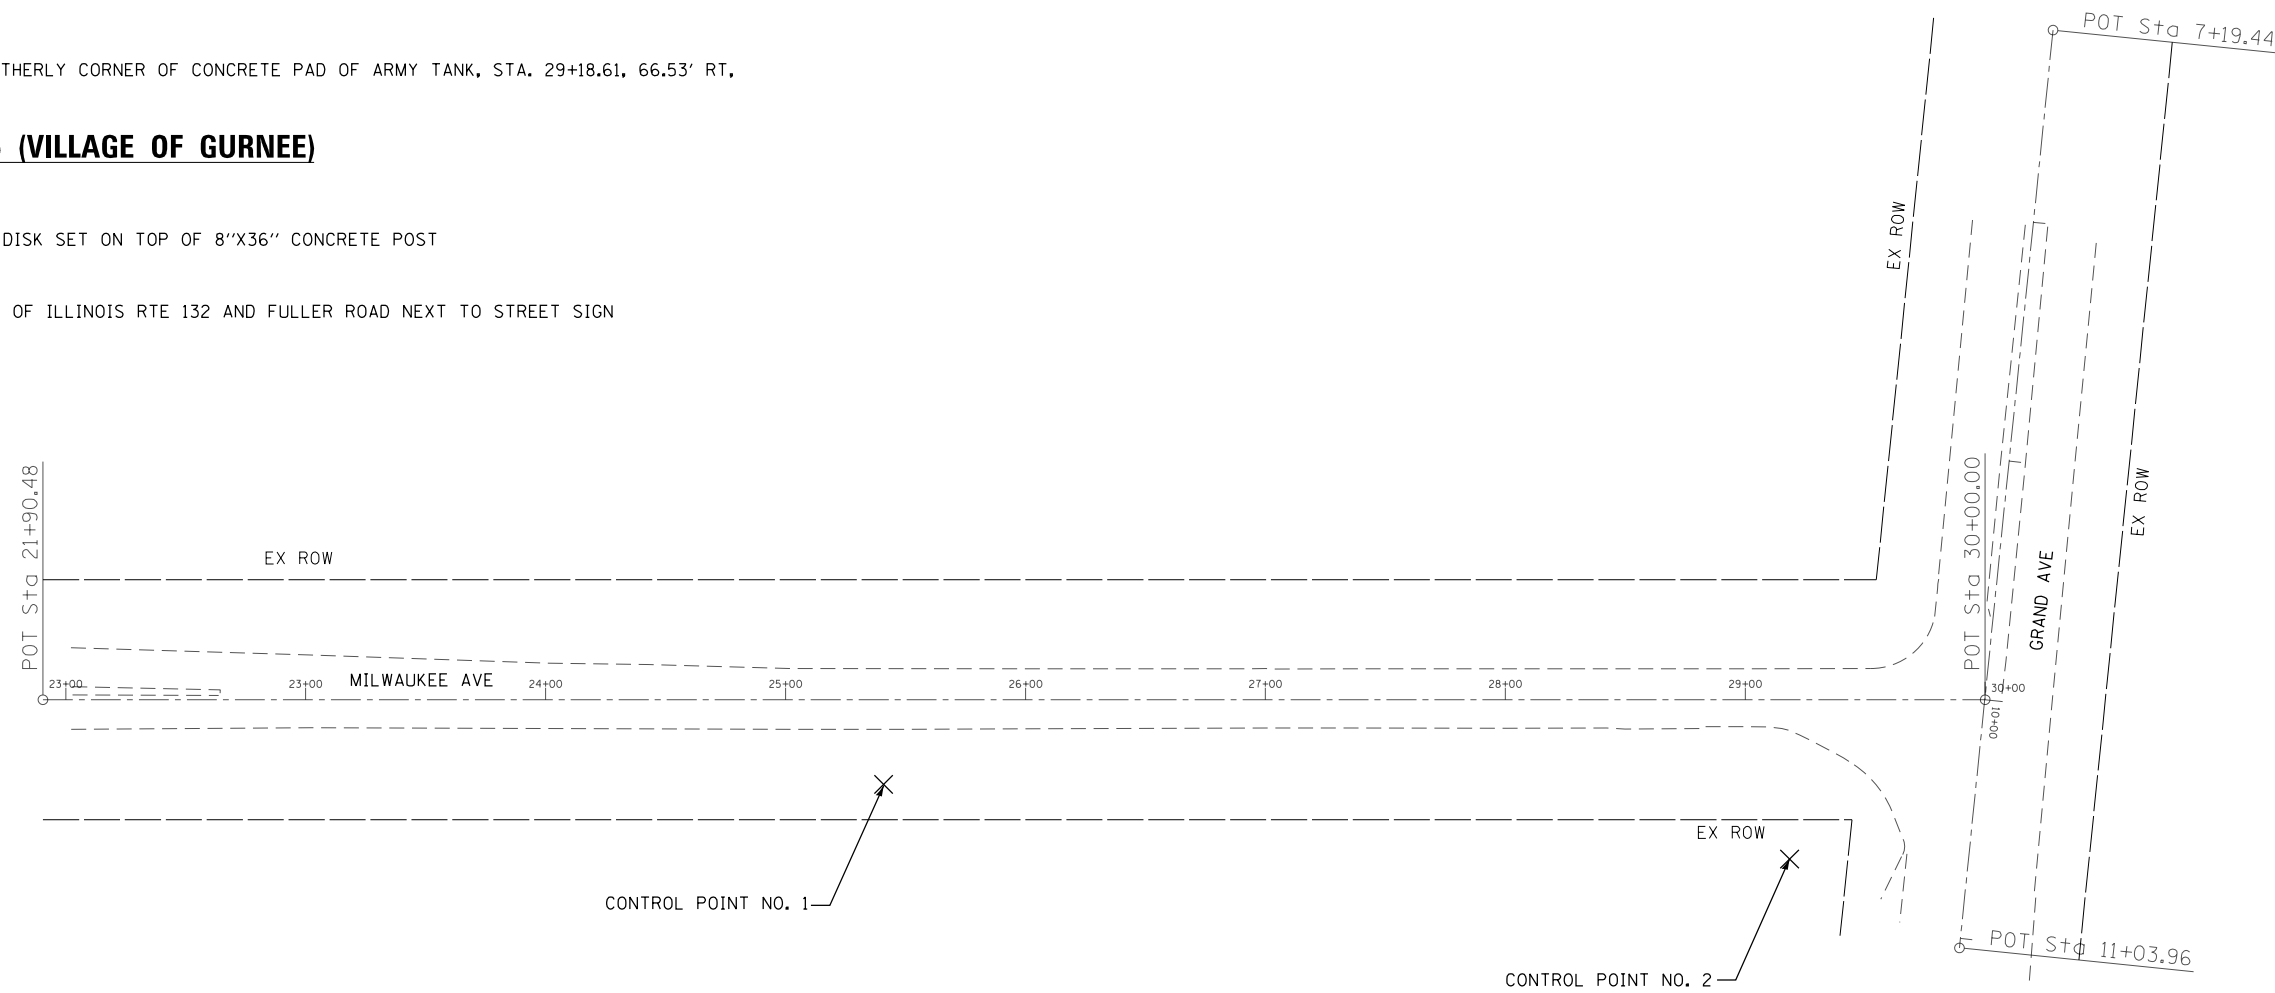 POT Sta 7+19.44
THERLY CORNER OF CONCRETE PAD OF ARMY TANK, STA. 29+18.61, 66.53' RT,
(VILLAGE OF GURNEE)
DISK SET ON TOP OF 8"X36" CONCRETE POST
EX ROW
OF ILLINOIS RTE 132 AND FULLER ROAD NEXT TO STREET SIGN
POT Sta 21+90.48
POT Sta 30+00.00
EX ROW
EX ROW
GRAND AVE
23+00
23+00
MILWAUKEE AVE
24+00
25+00
26+00
27+00
28+00
29+00
30+00
10+00
EX ROW
CONTROL POINT NO. 1
POT Sta 11+03.96
CONTROL POINT NO. 2